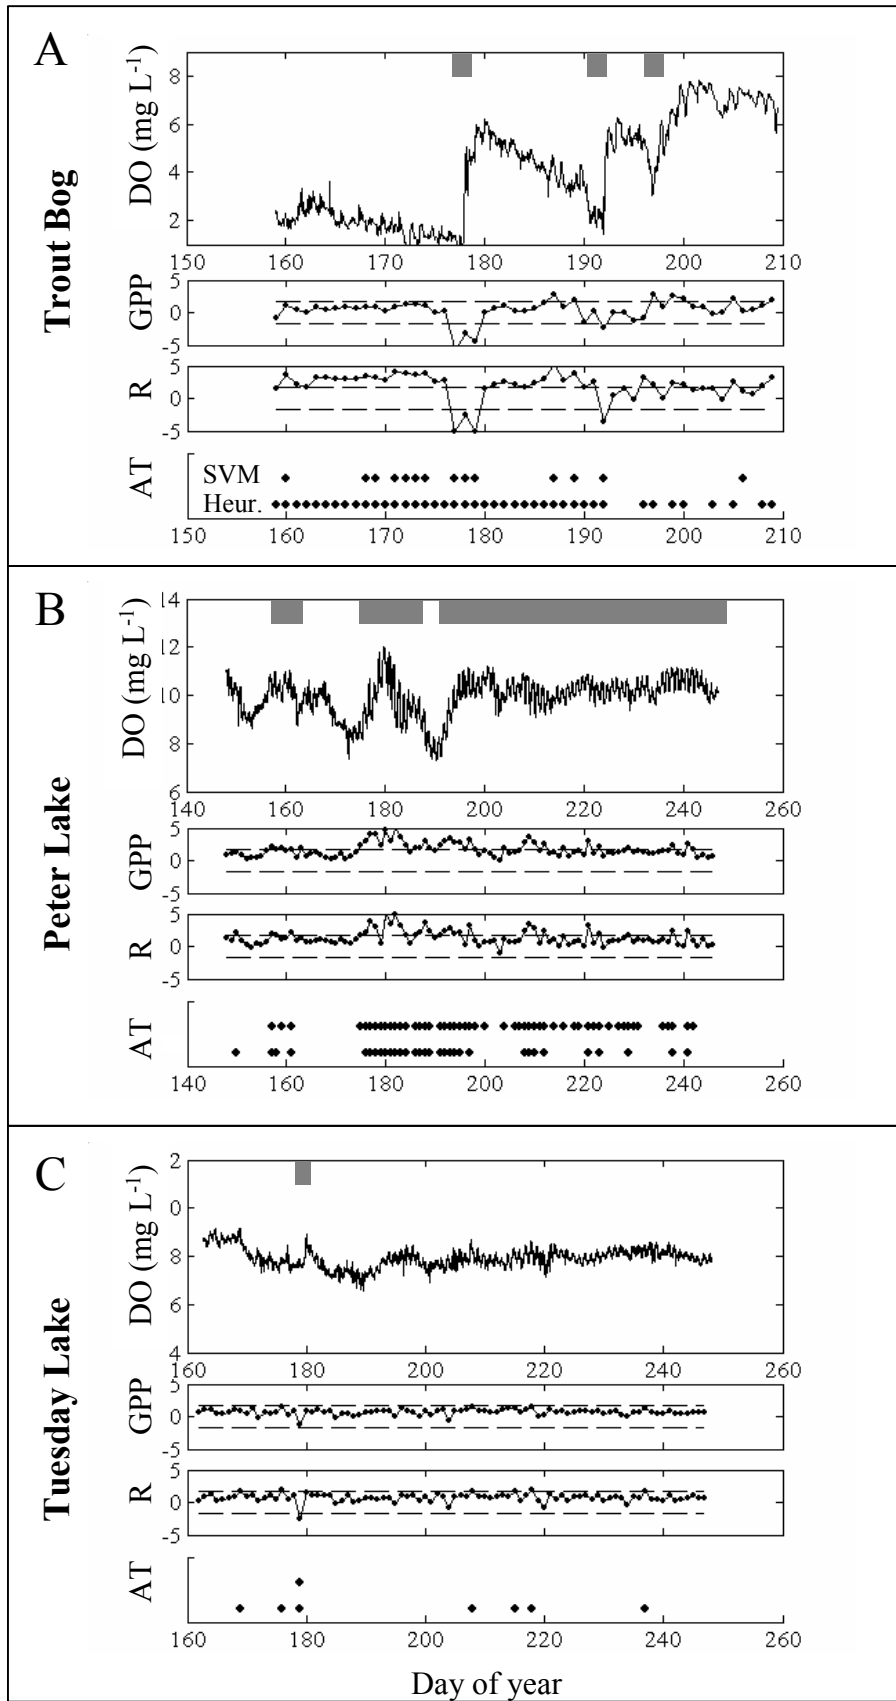 A
DO (mg L-1)
8
6
4
2
150 160 170 180 190 200 210
Trout Bog
GPP
5
0
-5
R
5
0
-5
AT
SVM
Heur.
150 160 170 180 190 200 210
B
DO (mg L-1)
14
12
10
8
6
140 160 180 200 220 240 260
Peter Lake
GPP
5
0
-5
R
5
0
-5
AT
140 160 180 200 220 240 260
C
DO (mg L-1)
2
0
8
6
4
160 180 200 220 240 260
Tuesday Lake
GPP
5
0
-5
R
5
0
-5
AT
160 180 200 220 240 260
Day of year